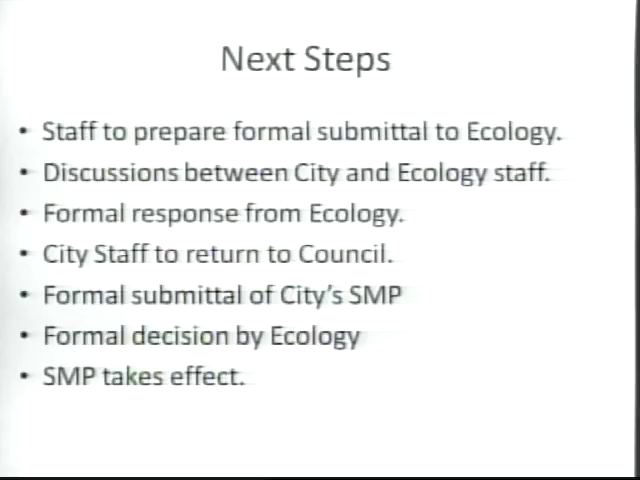 Next Steps
• Staff to prepare formal submittal to Ecology.
• Discussions between City and Ecology staff.
• Formal response from Ecology.
• City Staff to return to Council.
• Formal submittal of City's SMP
• Formal decision by Ecology
• SMP takes effect.